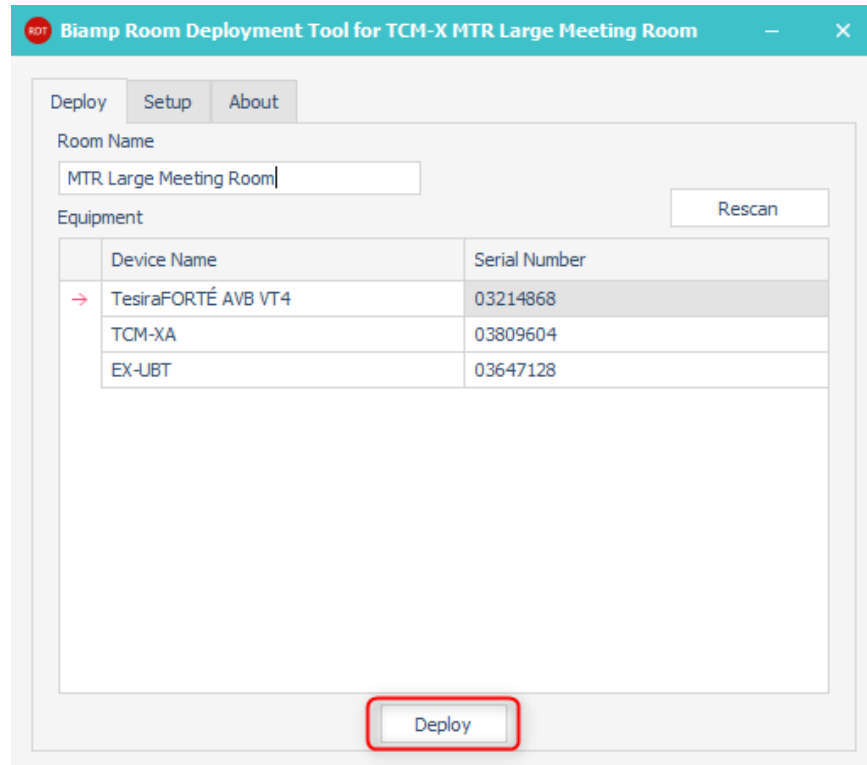 RDT Biamp Room Deployment Tool for TCM-X MTR Large Meeting Room
Deploy Setup About
Room Name
MTR Large Meeting Room
Rescan
Equipment
Device Name Serial Number
TesiraFORTÉ AVB VT4 03214868
TCM-XA 03809604
EX-UBT 03647128
Deploy